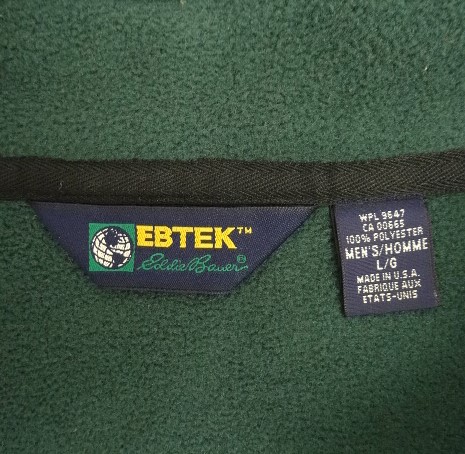 EBTEK™
Eddie Bauer®
WPL 9647
CA 00665
100% POLYESTER
MEN'S/HOMME
L/G
MADE IN U.S.A.
FABRIQUE AUX
ETATS-UNIS